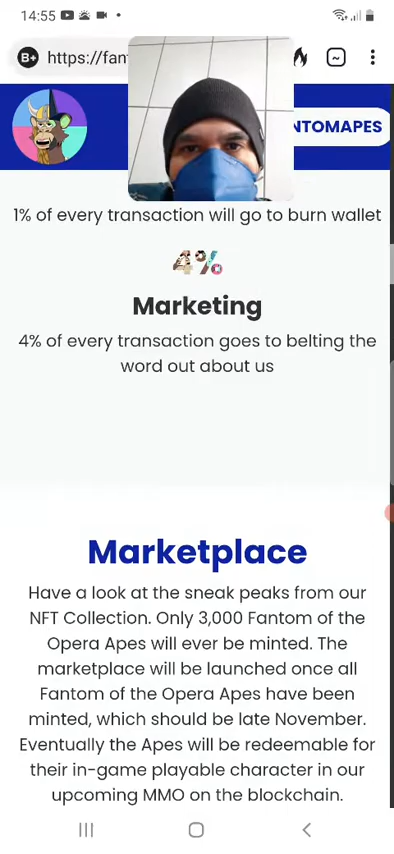 14:55
B+ https://fan
NTOMAPES
1% of every transaction will go to burn wallet
4%
Marketing
4% of every transaction goes to belting the
word out about us
Marketplace
Have a look at the sneak peaks from our
NFT Collection. Only 3,000 Fantom of the
Opera Apes will ever be minted. The
marketplace will be launched once all
Fantom of the Opera Apes have been
minted, which should be late November.
Eventually the Apes will be redeemable for
their in-game playable character in our
upcoming MMO on the blockchain.